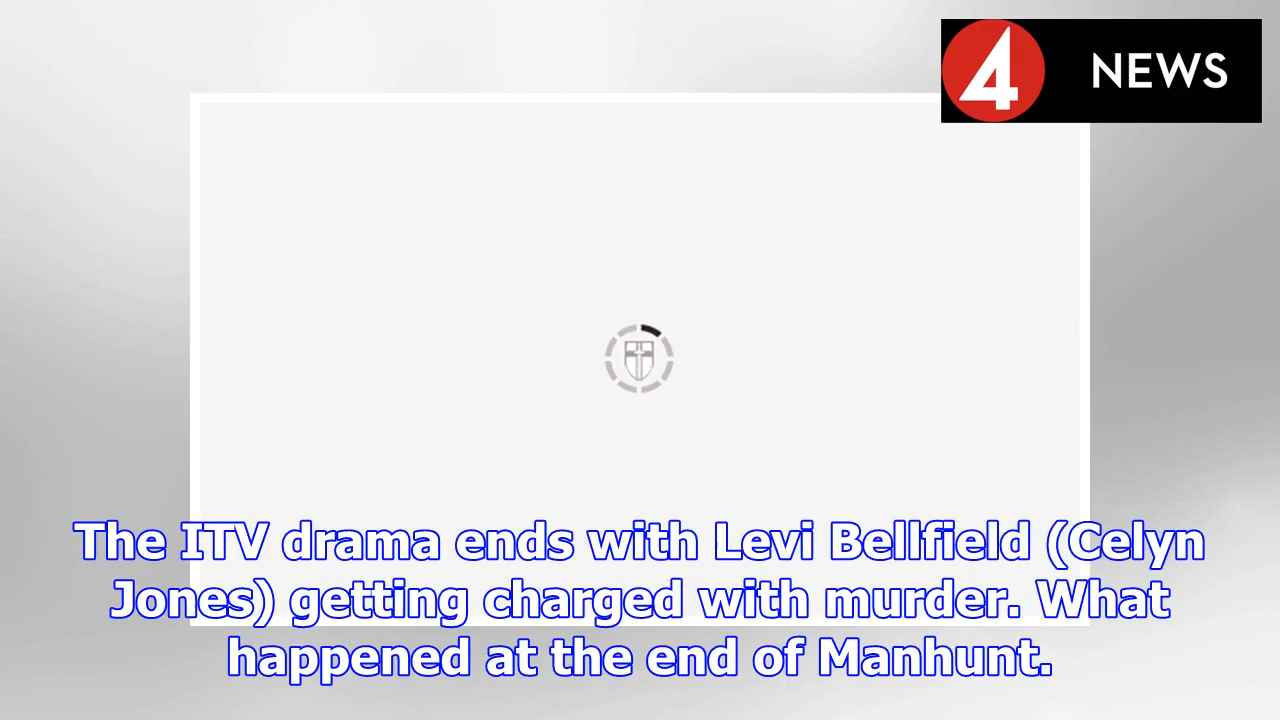 4 NEWS
The ITV drama ends with Levi Bellfield (Celyn
Jones) getting charged with murder. What
happened at the end of Manhunt.